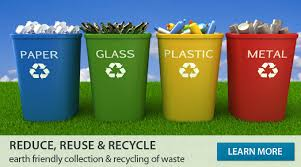 PAPER GLASS PLASTIC METAL
REDUCE, REUSE & RECYCLE
earth friendly collection & recycling of waste
LEARN MORE